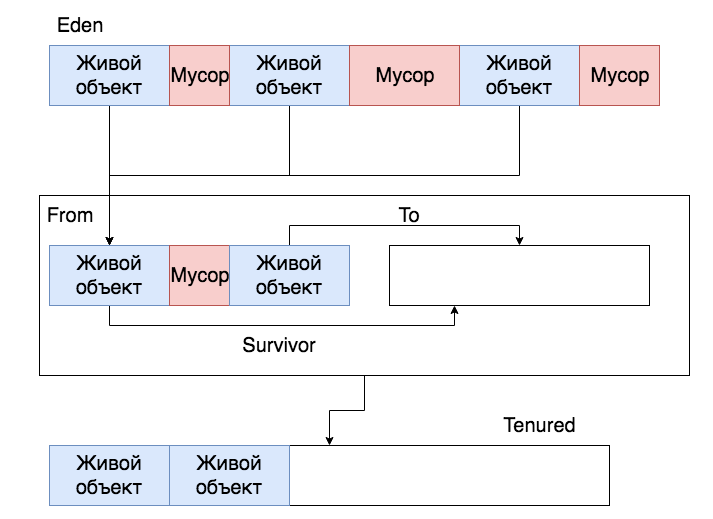 Eden
Живой
объект
Мусор
Живой
объект
Мусор
Живой
объект
Мусор
From
To
Живой
объект
Мусор
Живой
объект
Survivor
Tenured
Живой
объект
Живой
объект